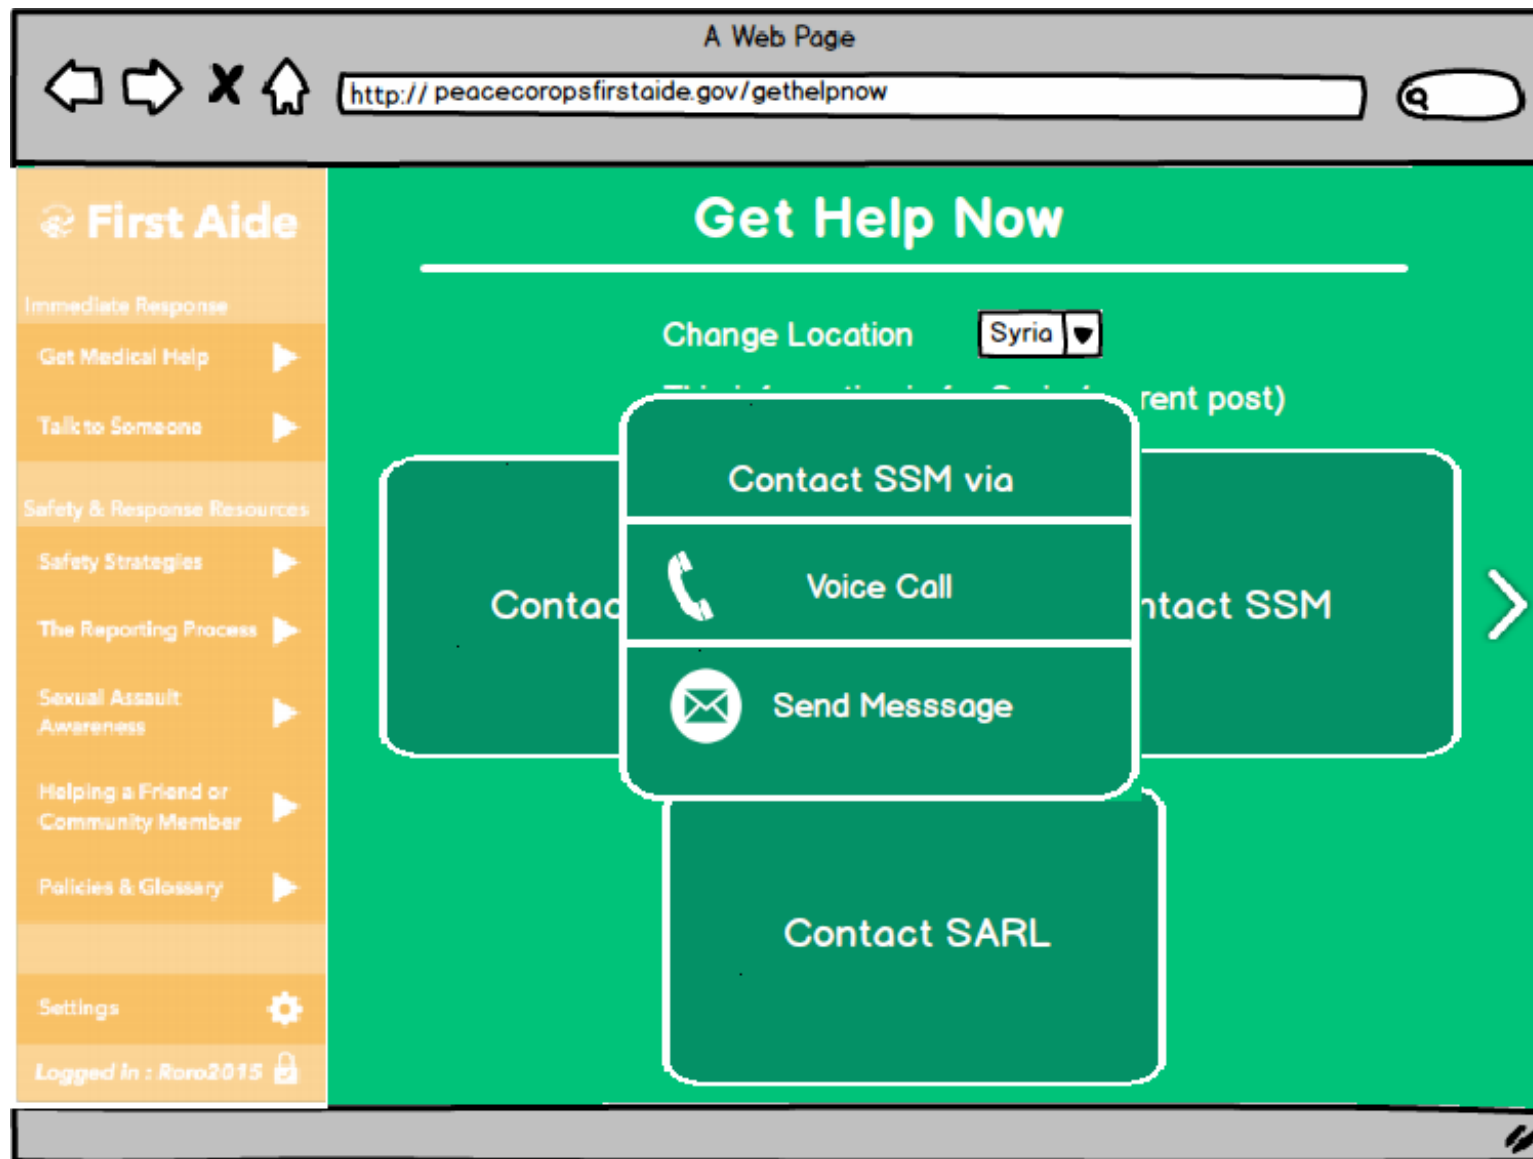 A Web Page
http:// peacecoropsfirstaide.gov/gethelpnow
First Aide
Immediate Response
Get Medical Help
Talk to Someone
Safety & Response Resources
Safety Strategies
The Reporting Process
Sexual Assault
Awareness
Helping a Friend or
Community Member
Policies & Glossary
Settings
Logged in : Roro2015
Get Help Now
Change Location
Syria
rent post)
Contact SSM via
Voice Call
Send Messsage
Contac
ntact SSM
Contact SARL